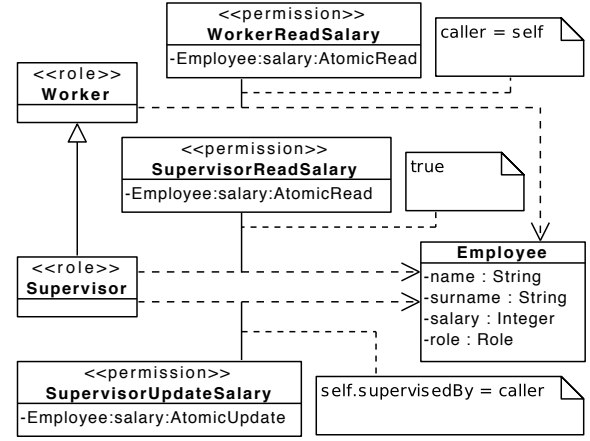 <<permission>>
WorkerReadSalary
-Employee:salary:AtomicRead
caller = self
<<role>>
Worker
<<permission>>
SupervisorReadSalary
-Employee:salary:AtomicRead
true
<<role>>
Supervisor
Employee
-name : String
-surname : String
-salary : Integer
-role : Role
<<permission>>
SupervisorUpdateSalary
-Employee:salary:AtomicUpdate
self.supervisedBy = caller